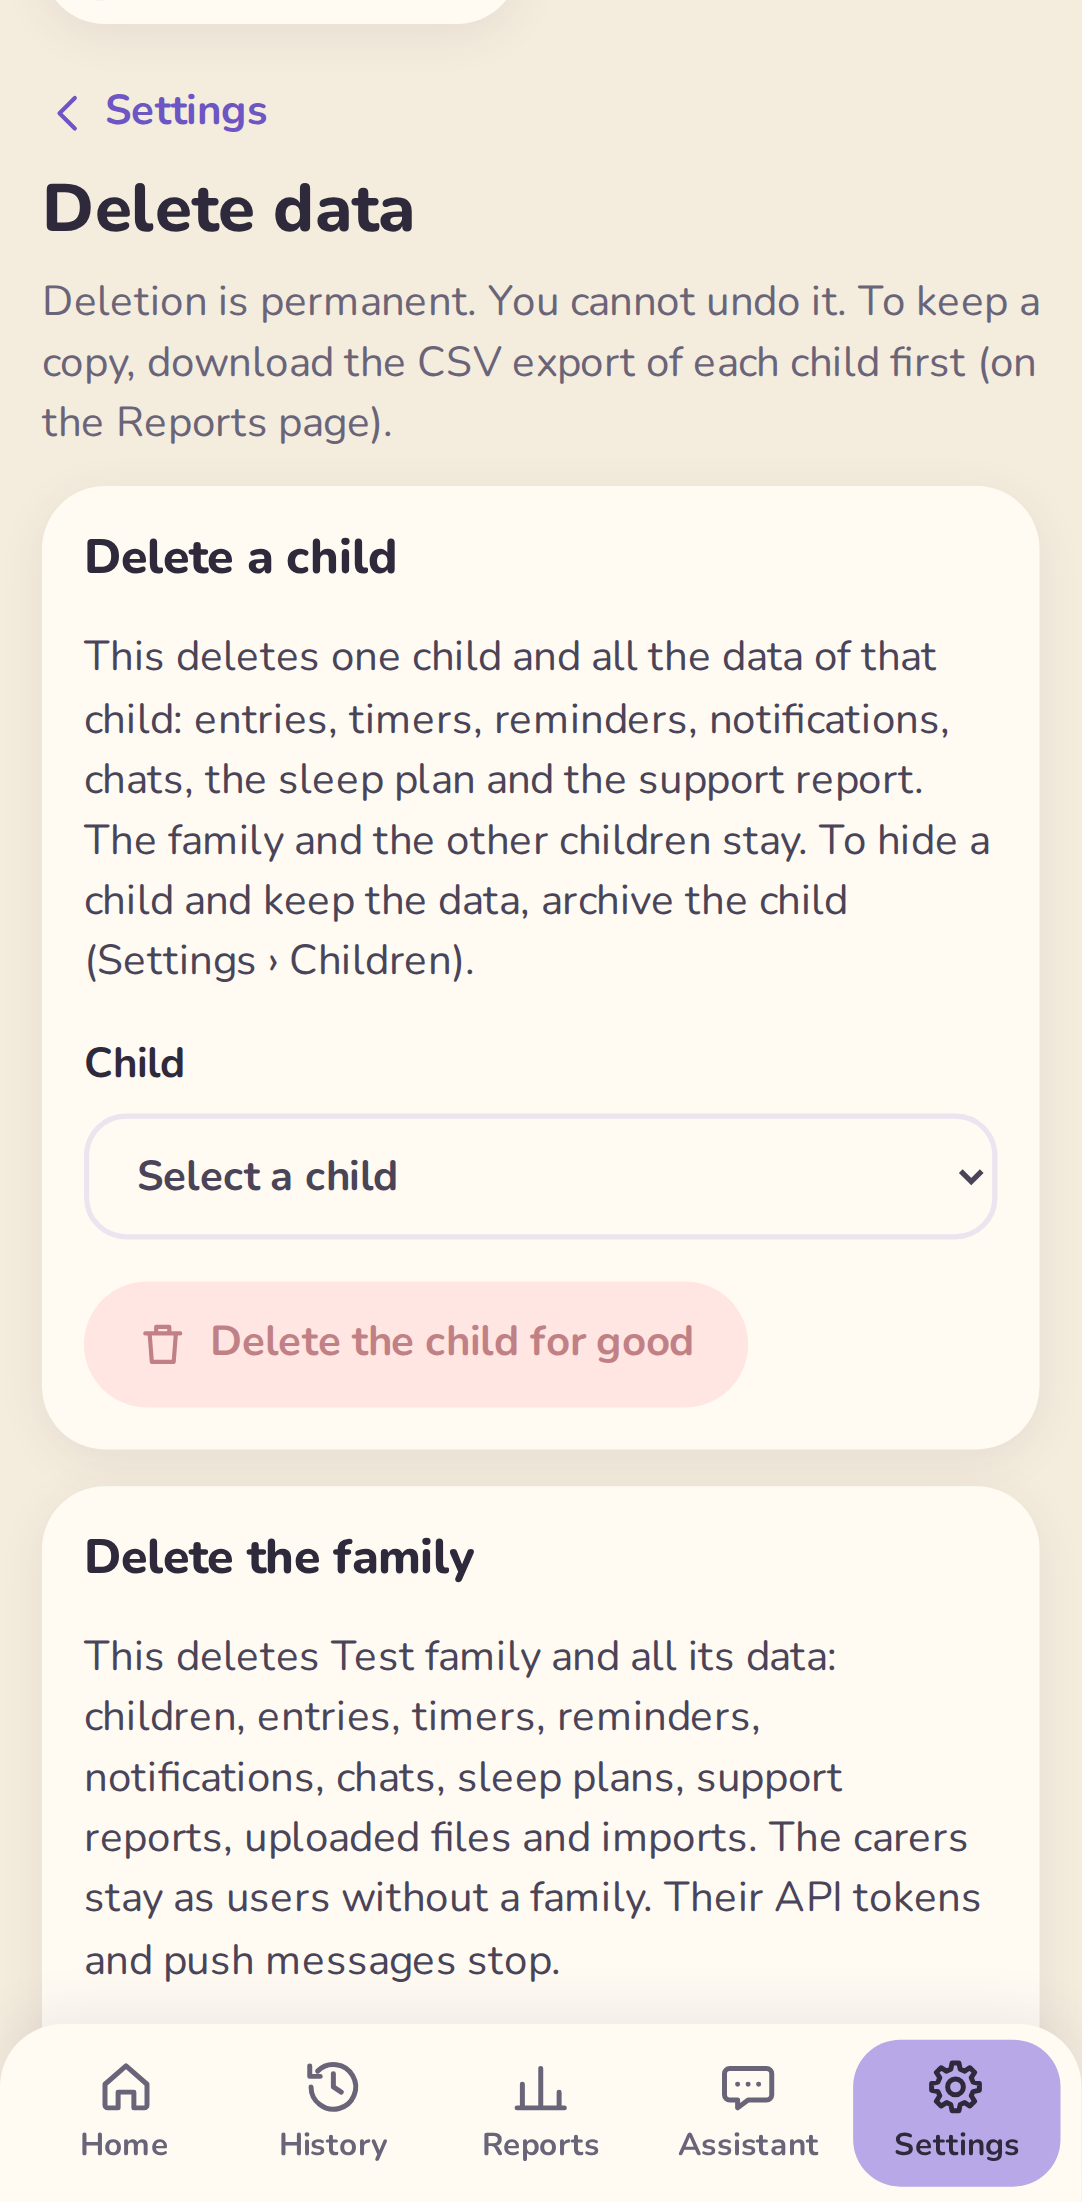 Settings
Delete data
Deletion is permanent. You cannot undo it. To keep a
copy, download the CSV export of each child first (on
the Reports page).
Delete a child
This deletes one child and all the data of that
child: entries, timers, reminders, notifications,
chats, the sleep plan and the support report.
The family and the other children stay. To hide a
child and keep the data, archive the child
(Settings › Children).
Child
Select a child
Delete the child for good
Delete the family
This deletes Test family and all its data:
children, entries, timers, reminders,
notifications, chats, sleep plans, support
reports, uploaded files and imports. The carers
stay as users without a family. Their API tokens
and push messages stop.
Home
History
Reports
Assistant
Settings